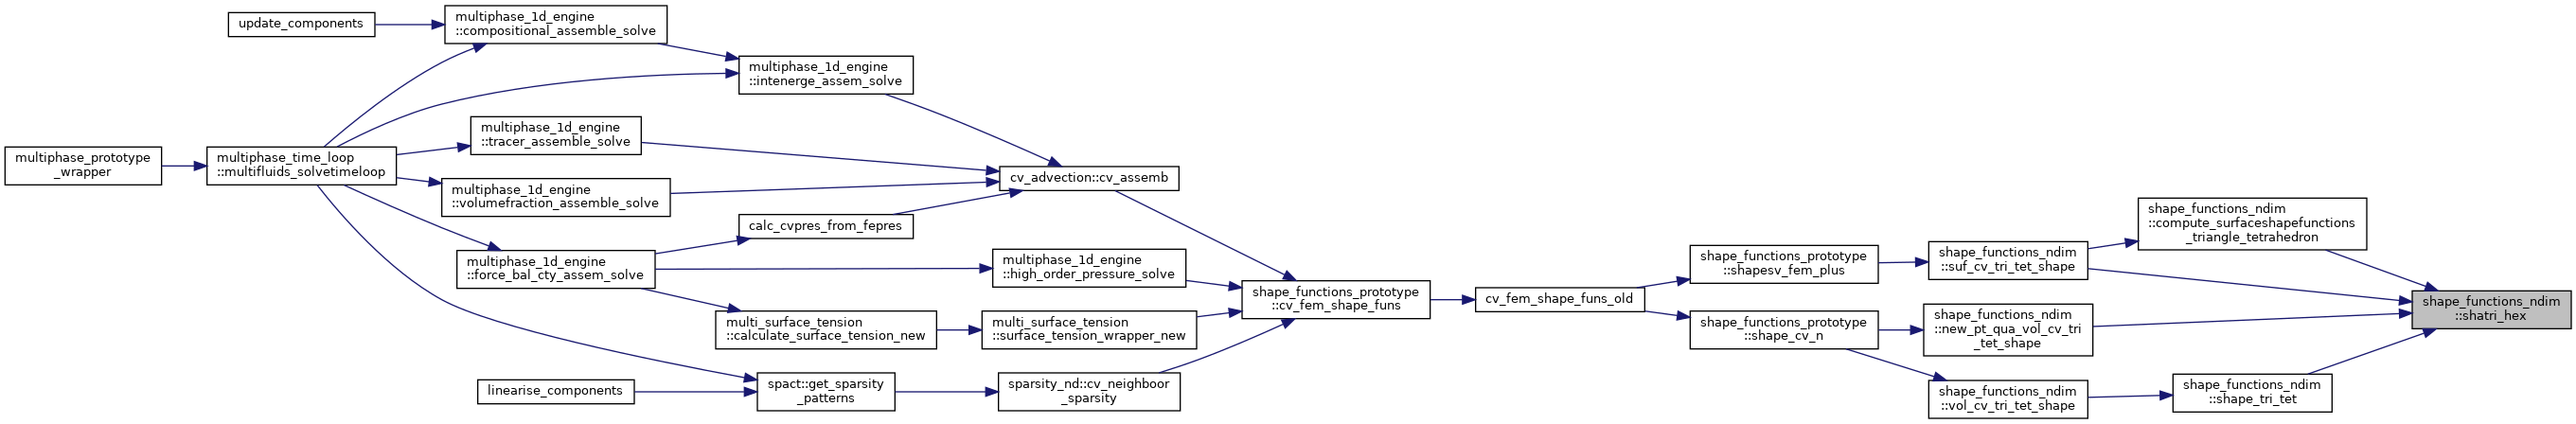 update_components
multiphase_1d_engine
::compositional_assemble_solve
multiphase_1d_engine
::intenerge_assem_solve
multiphase_1d_engine
::tracer_assemble_solve
multiphase_prototype
_wrapper
multiphase_time_loop
::multifluids_solvetimeloop
multiphase_1d_engine
::volumefraction_assemble_solve
cv_advection::cv_assemb
calc_cvpres_from_fepres
multiphase_1d_engine
::force_bal_cty_assem_solve
multiphase_1d_engine
::high_order_pressure_solve
multi_surface_tension
::calculate_surface_tension_new
multi_surface_tension
::surface_tension_wrapper_new
shape_functions_prototype
::cv_fem_shape_funs
cv_fem_shape_funs_old
linearise_components
spact::get_sparsity
_patterns
sparsity_nd::cv_neighboor
_sparsity
shape_functions_prototype
::shapesv_fem_plus
shape_functions_prototype
::shape_cv_n
shape_functions_ndim
::suf_cv_tri_tet_shape
shape_functions_ndim
::compute_surfaceshapefunctions
_triangle_tetrahedron
shape_functions_ndim
::new_pt_qua_vol_cv_tri
_tet_shape
shape_functions_ndim
::vol_cv_tri_tet_shape
shape_functions_ndim
::shape_tri_tet
shape_functions_ndim
::shatri_hex